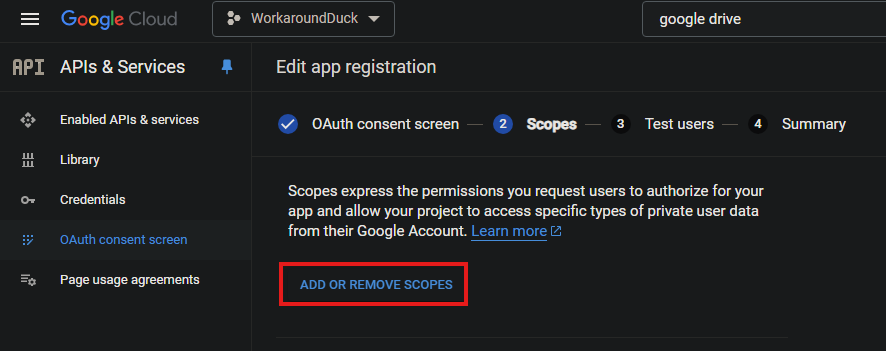 Google Cloud
WorkaroundDuck
google drive
API
APIs & Services
Enabled APIs & services
Library
Credentials
OAuth consent screen
Page usage agreements
Edit app registration
OAuth consent screen
2 Scopes
3 Test users
4 Summary
Scopes express the permissions you request users to authorize for your
app and allow your project to access specific types of private user data
from their Google Account. Learn more
ADD OR REMOVE SCOPES